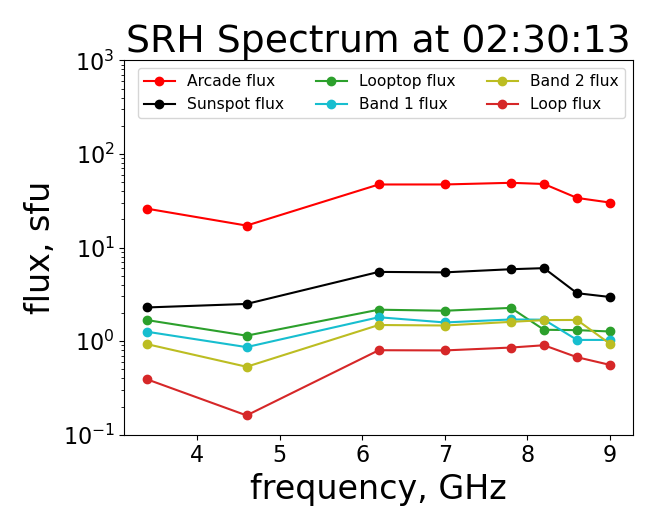 SRH Spectrum at 02:30:13
10³
10²
10¹
10⁰
10⁻¹
flux, sfu
Arcade flux
Sunspot flux
Looptop flux
Band 1 flux
Band 2 flux
Loop flux
4 5 6 7 8 9
frequency, GHz